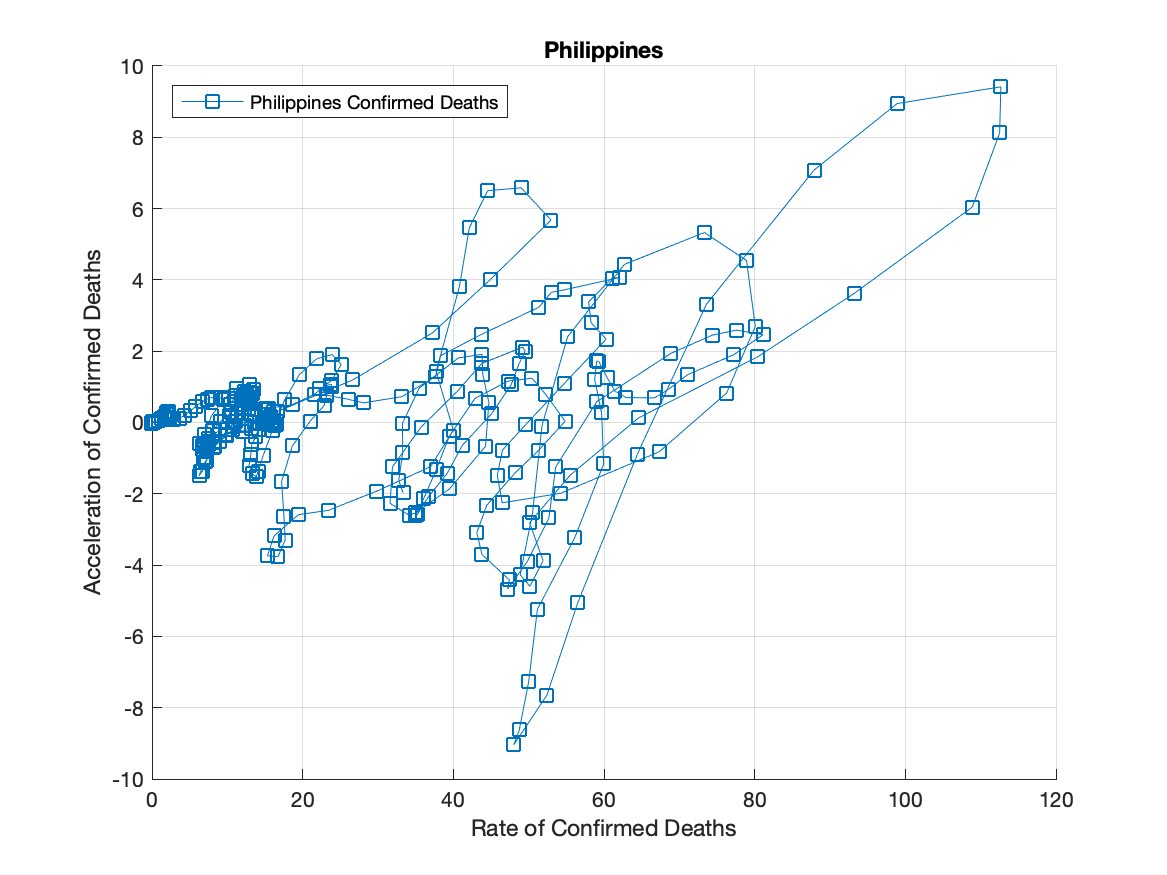 Philippines
Philippines Confirmed Deaths
10
8
6
4
2
0
-2
-4
-6
-8
-10
Acceleration of Confirmed Deaths
0 20 40 60 80 100 120
Rate of Confirmed Deaths